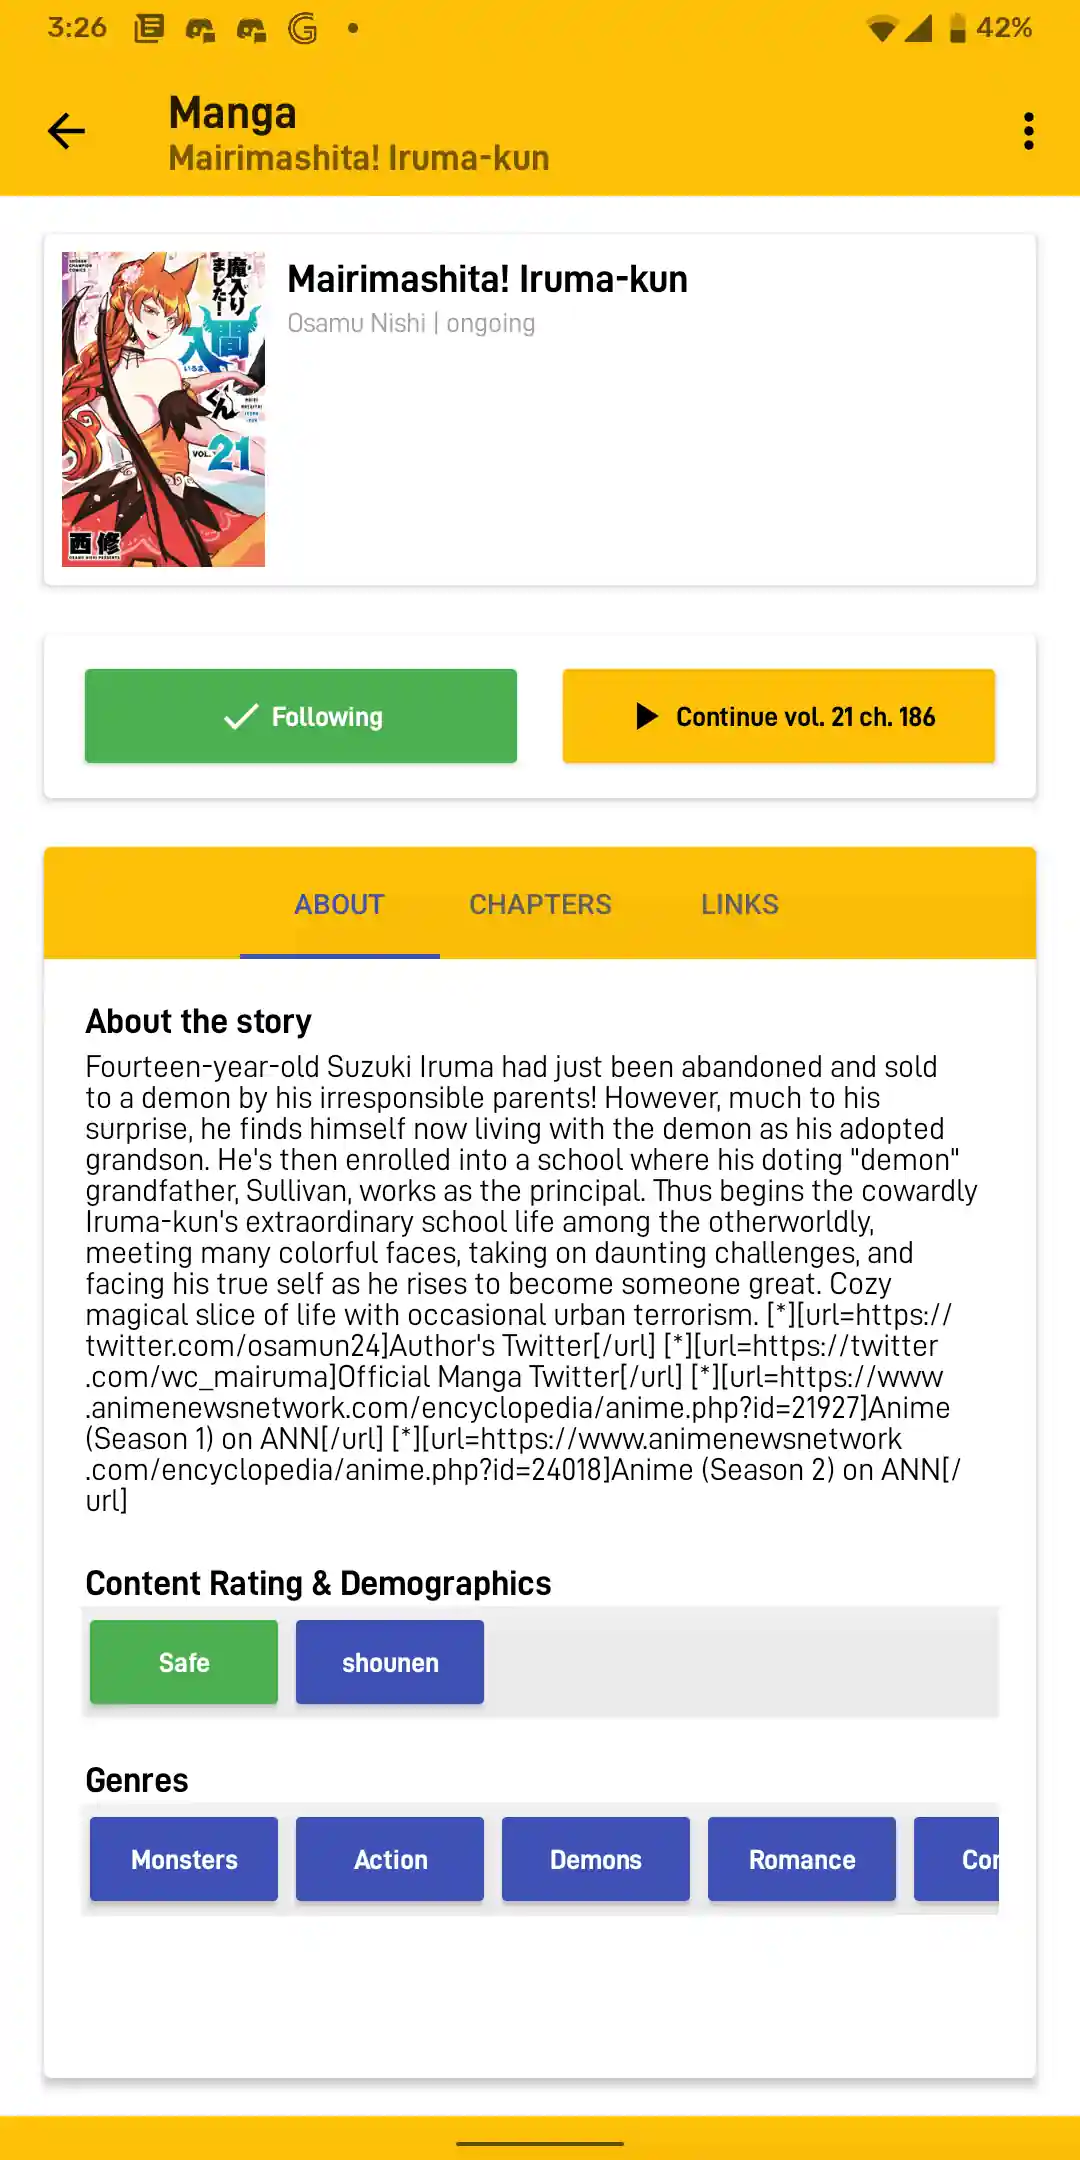 3:26
42%
Manga
Mairimashita! Iruma-kun
魔入り
ました!
入間
いるま
くん
VOL. 21
西修
Mairimashita! Iruma-kun
Osamu Nishi | ongoing
Following
Continue vol. 21 ch. 186
ABOUT
CHAPTERS
LINKS
About the story
Fourteen-year-old Suzuki Iruma had just been abandoned and sold
to a demon by his irresponsible parents! However, much to his
surprise, he finds himself now living with the demon as his adopted
grandson. He's then enrolled into a school where his doting "demon"
grandfather, Sullivan, works as the principal. Thus begins the cowardly
Iruma-kun's extraordinary school life among the otherworldly,
meeting many colorful faces, taking on daunting challenges, and
facing his true self as he rises to become someone great. Cozy
magical slice of life with occasional urban terrorism. [*][url=https://
twitter.com/osamun24]Author's Twitter[/url] [*][url=https://twitter
.com/wc_mairuma]Official Manga Twitter[/url] [*][url=https://www
.animenewsnetwork.com/encyclopedia/anime.php?id=21927]Anime
(Season 1) on ANN[/url] [*][url=https://www.animenewsnetwork
.com/encyclopedia/anime.php?id=24018]Anime (Season 2) on ANN[/
url]
Content Rating & Demographics
Safe
shounen
Genres
Monsters
Action
Demons
Romance